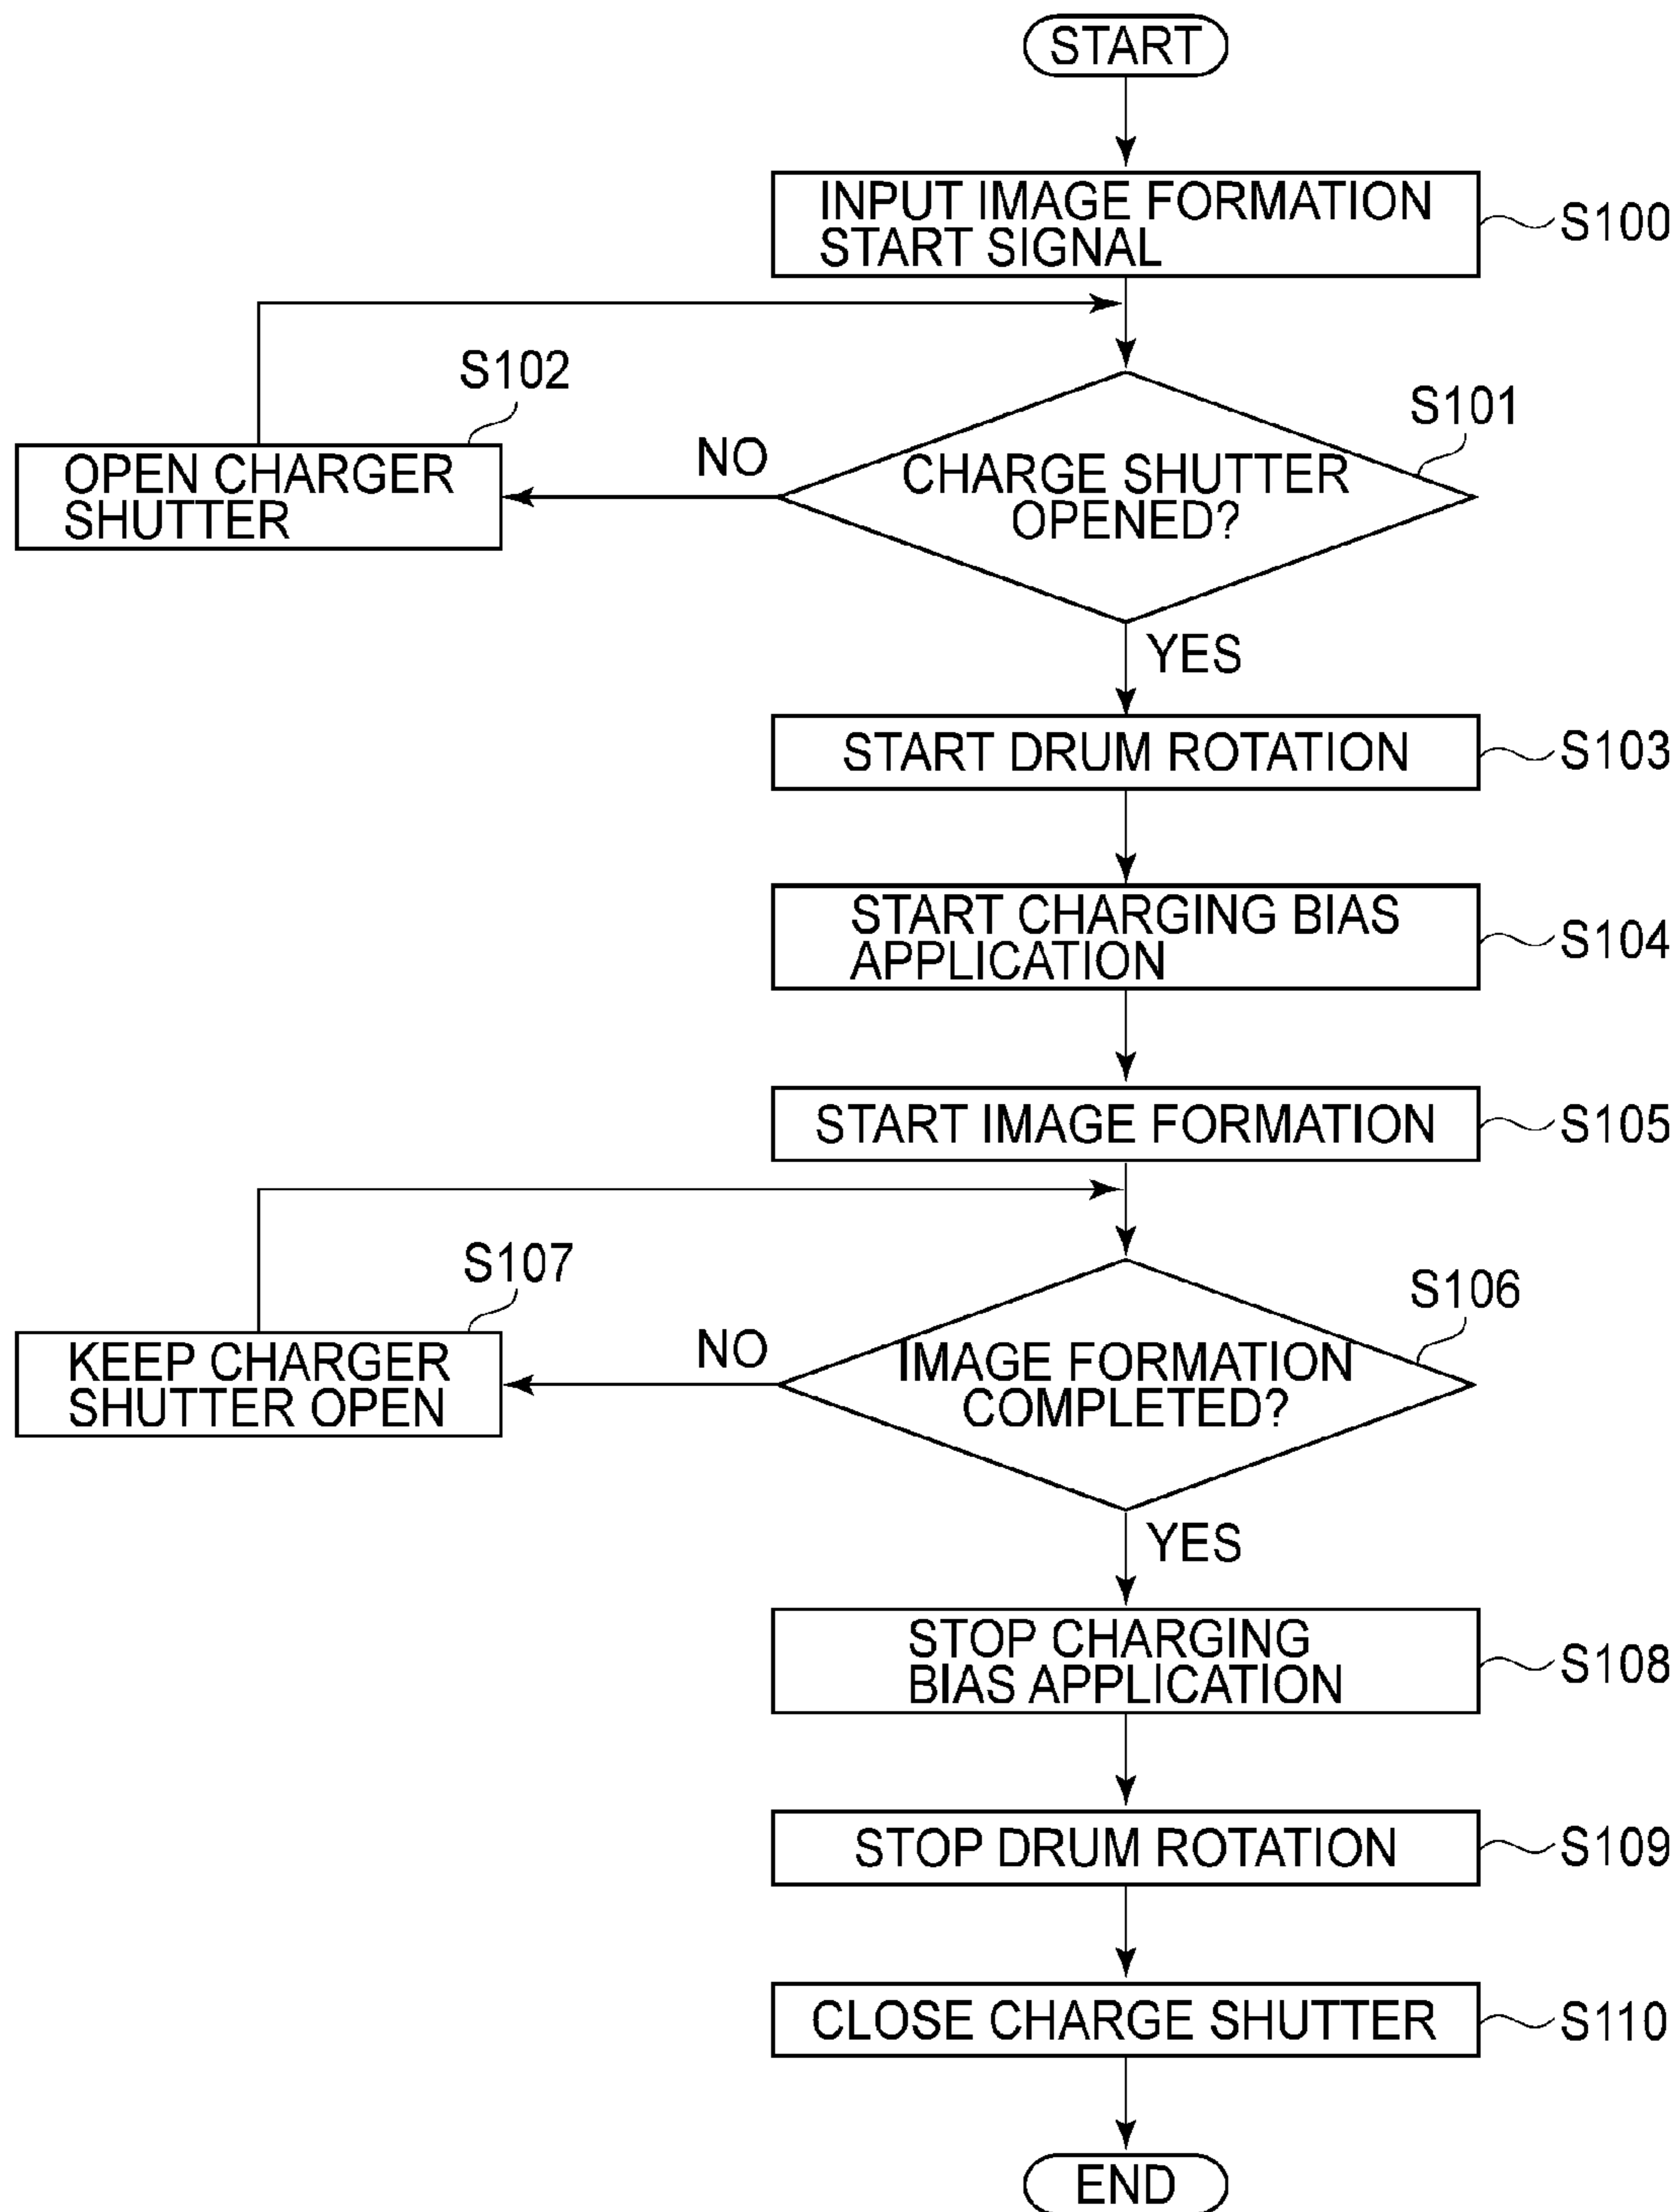 START
INPUT IMAGE FORMATION
START SIGNAL
S100
S102
S101
OPEN CHARGER
SHUTTER
NO
CHARGE SHUTTER
OPENED?
YES
START DRUM ROTATION
S103
START CHARGING BIAS
APPLICATION
S104
START IMAGE FORMATION
S105
S107
S106
KEEP CHARGER
SHUTTER OPEN
NO
IMAGE FORMATION
COMPLETED?
YES
STOP CHARGING
BIAS APPLICATION
S108
STOP DRUM ROTATION
S109
CLOSE CHARGE SHUTTER
S110
END